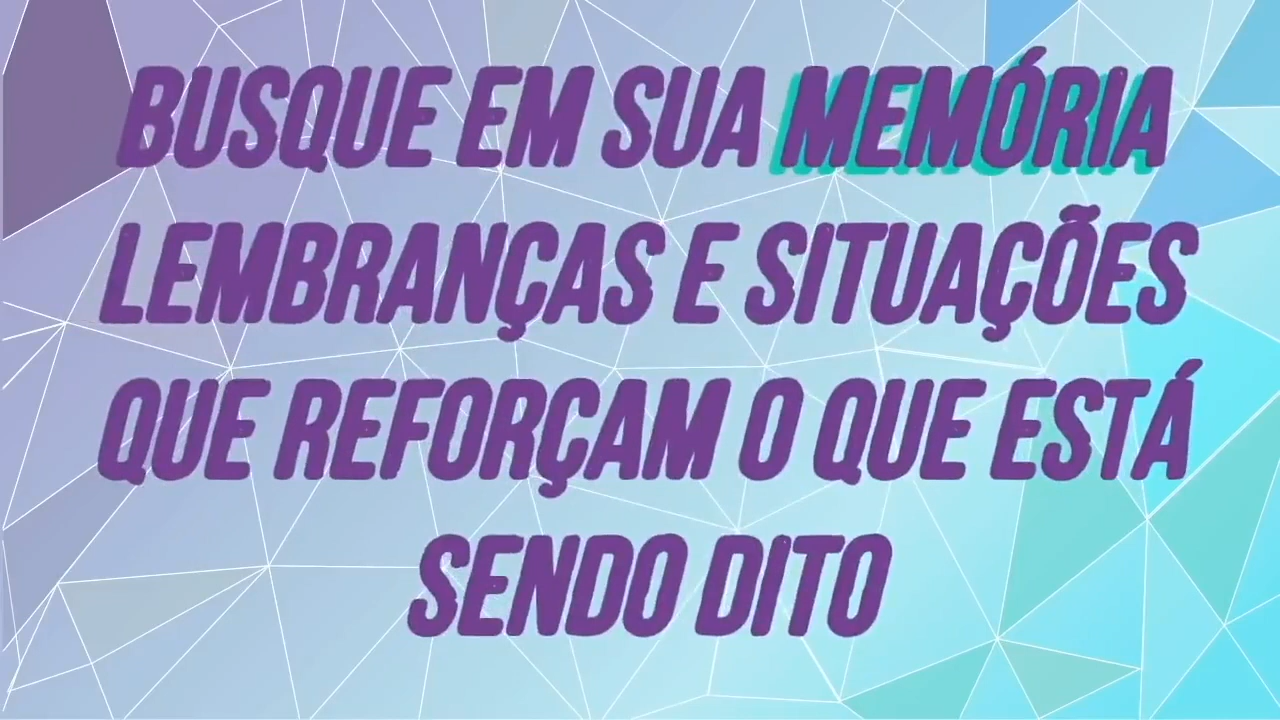 BUSQUE EM SUA MEMÓRIA
LEMBRANÇAS E SITUAÇÕES
QUE REFORÇAM O QUE ESTÁ
SENDO DITO